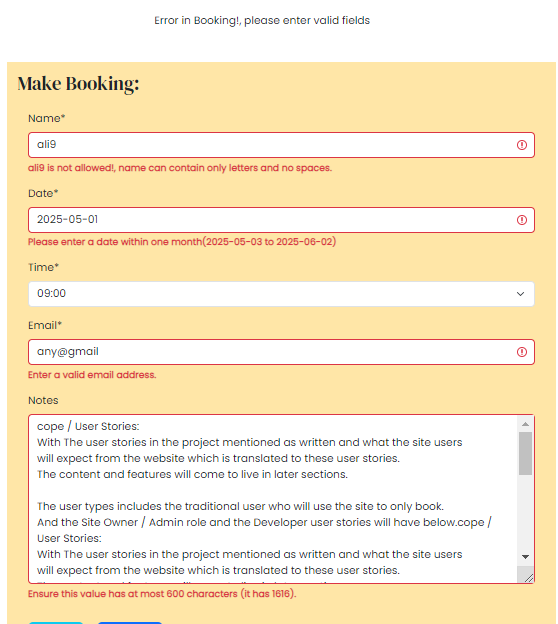 Error in Booking!, please enter valid fields
Make Booking:
Name*
ali9
ali9 is not allowed!, name can contain only letters and no spaces.
Date*
2025-05-01
Please enter a date within one month(2025-05-03 to 2025-06-02)
Time*
09:00
Email*
any@gmail
Enter a valid email address.
Notes
cope / User Stories:
With The user stories in the project mentioned as written and what the site users
will expect from the website which is translated to these user stories.
The content and features will come to live in later sections.
The user types includes the traditional user who will use the site to only book.
And the Site Owner / Admin role and the Developer user stories will have below.cope /
User Stories:
With The user stories in the project mentioned as written and what the site users
will expect from the website which is translated to these user stories.
Ensure this value has at most 600 characters (it has 1616).